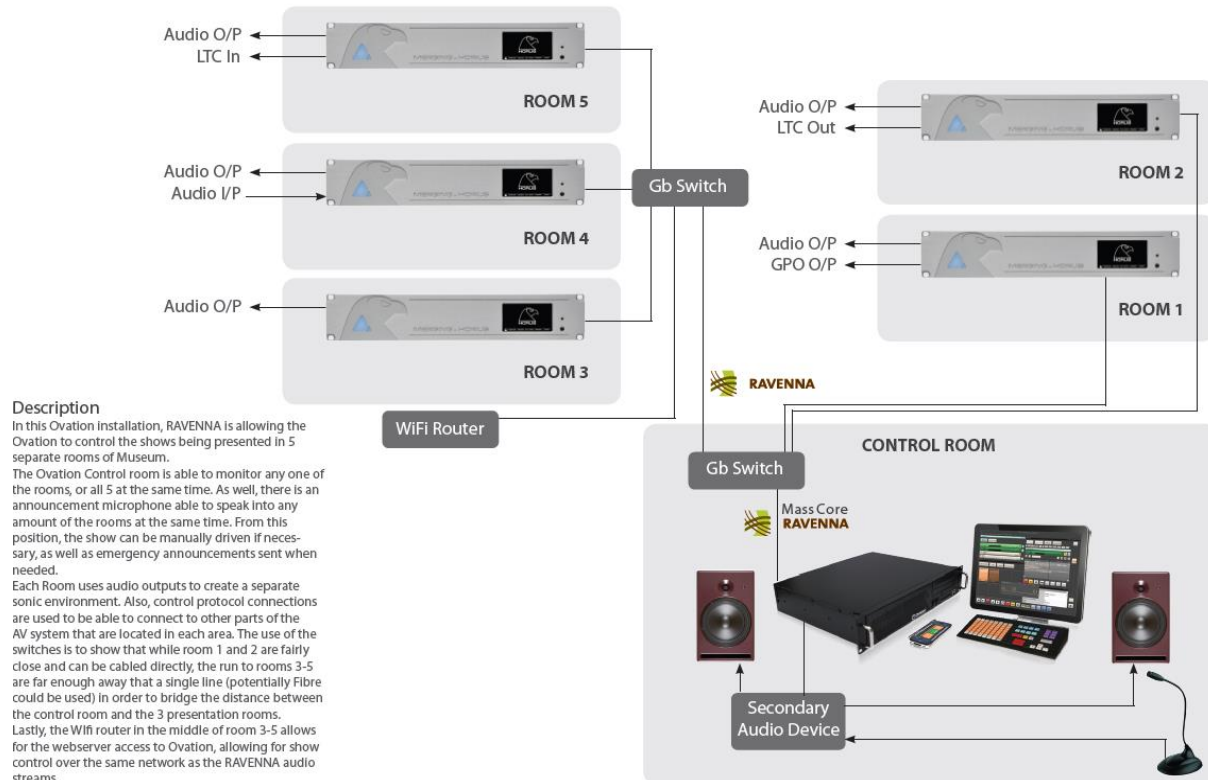 Audio O/P
LTC In
ROOM 5
Audio O/P
Audio I/P
ROOM 4
Audio O/P
ROOM 3
Gb Switch
WiFi Router
Audio O/P
LTC Out
ROOM 2
Audio O/P
GPO O/P
ROOM 1
RAVENNA
CONTROL ROOM
Gb Switch
Mass Core
RAVENNA
Secondary
Audio Device
Description
In this Ovation installation, RAVENNA is allowing the
Ovation to control the shows being presented in 5
separate rooms of Museum.
The Ovation Control room is able to monitor any one of
the rooms, or all 5 at the same time. As well, there is an
announcement microphone able to speak into any
amount of the rooms at the same time. From this
position, the show can be manually driven if neces-
sary, as well as emergency announcements sent when
needed.
Each Room uses audio outputs to create a separate
sonic environment. Also, control protocol connections
are used to be able to connect to other parts of the
AV system that are located in each area. The use of the
switches is to show that while room 1 and 2 are fairly
close and can be cabled directly, the run to rooms 3-5
are far enough away that a single line (potentially Fibre
could be used) in order to bridge the distance between
the control room and the 3 presentation rooms.
Lastly, the Wifi router in the middle of room 3-5 allows
for the webserver access to Ovation, allowing for show
control over the same network as the RAVENNA audio
streams.